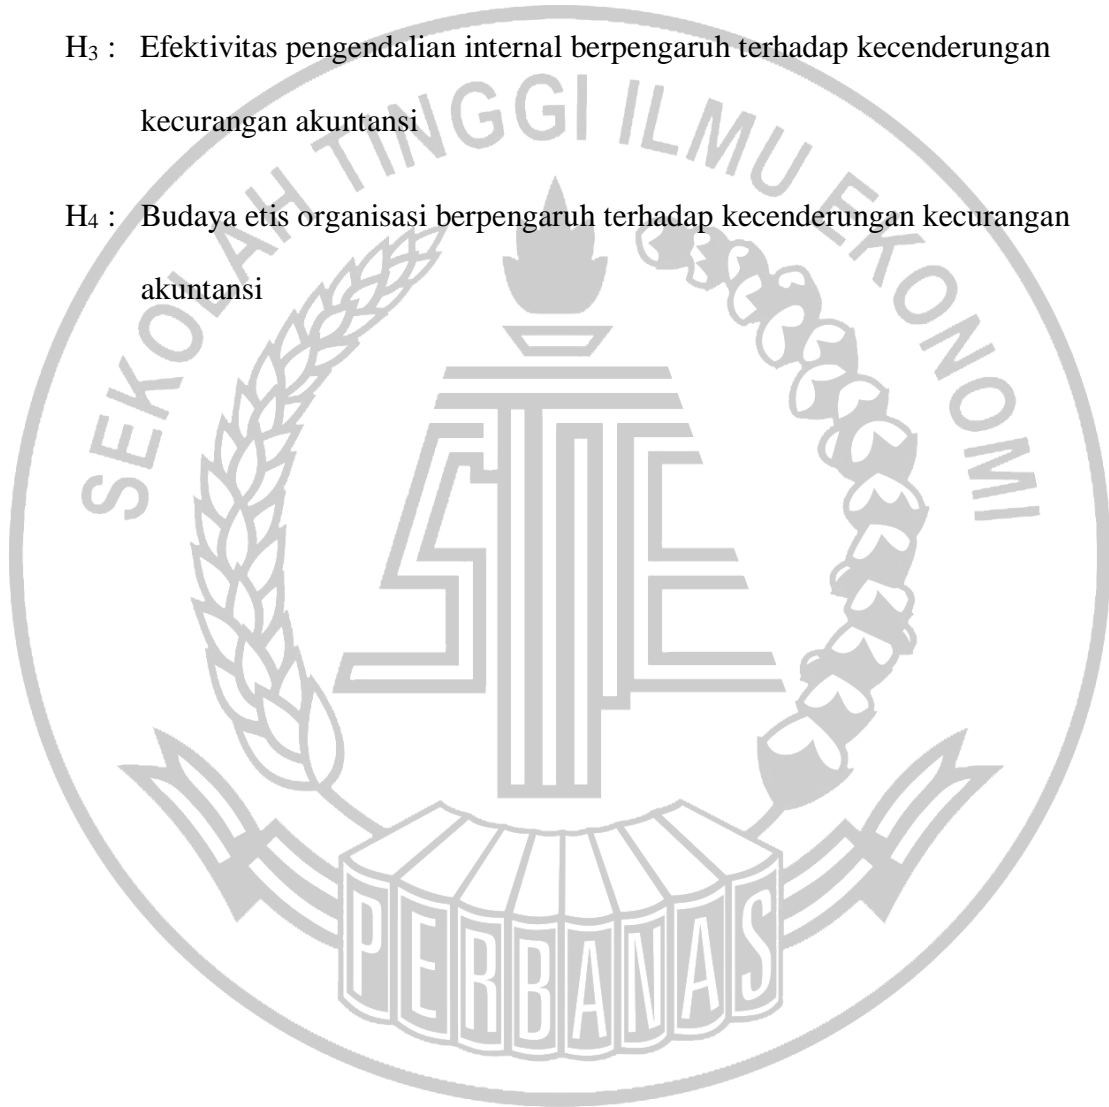 H₃ : Efektivitas pengendalian internal berpengaruh terhadap kecenderungan
kecurangan akuntansi
H₄ : Budaya etis organisasi berpengaruh terhadap kecenderungan kecurangan
akuntansi
SEKOLAH TINGGI ILMU EKONOMI
STIE
PERBANAS